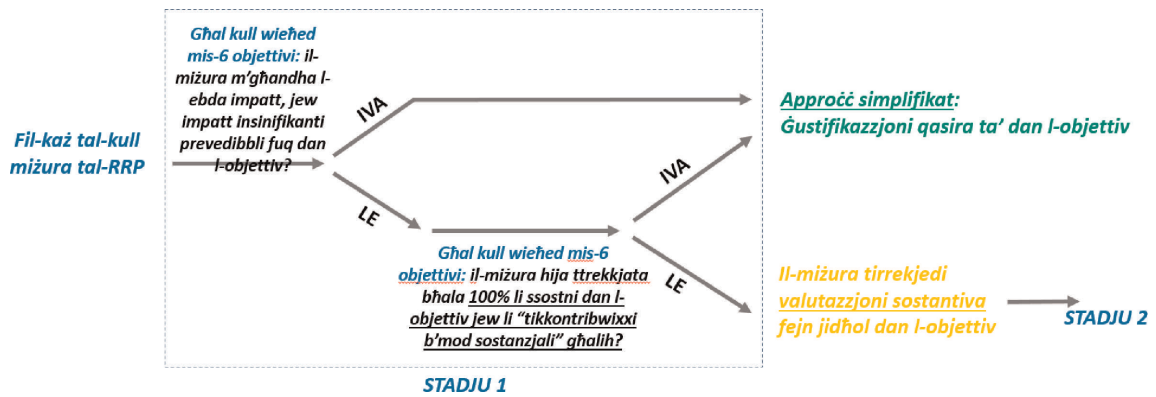 Fil-każ tal-kull
miżura tal-RRP
Għal kull wieħed
mis-6 objettivi: il-
miżura m'għandha l-
ebda impatt, jew
impatt insinifikanti
prevedibbli fuq dan
l-objettiv?
IVA
LE
Għal kull wieħed mis-6
objettivi: il-miżura hija ttrekkjata
bħala 100% li ssostni dan l-
objettiv jew li “tikkontribwixxi
b’mod sostanzjali” għalih?
IVA
LE
STADJU 1
Approċċ simplifikat:
Ġustifikazzjoni qasira ta’ dan l-objettiv
Il-miżura tirrekjedi
valutazzjoni sostantiva
fejn jidħol dan l-objettiv
STADJU 2